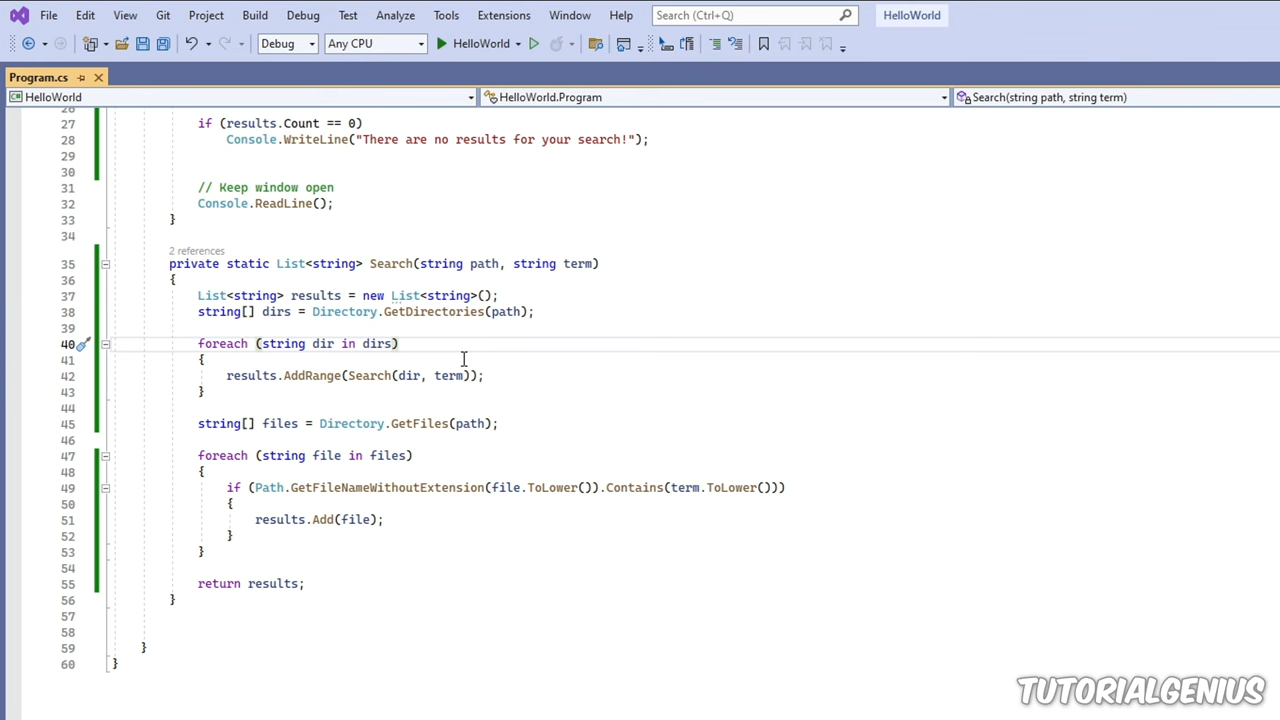 File Edit View Git Project Build Debug Test Analyze Tools Extensions Window Help Search (Ctrl+Q) HelloWorld
Debug Any CPU HelloWorld
Program.cs
HelloWorld HelloWorld.Program Search(string path, string term)
26
27 if (results.Count == 0)
28 Console.WriteLine("There are no results for your search!");
29
30
31 // Keep window open
32 Console.ReadLine();
33 }
34
2 references
35 private static List<string> Search(string path, string term)
36 {
37 List<string> results = new List<string>();
38 string[] dirs = Directory.GetDirectories(path);
39
40 foreach (string dir in dirs)
41 {
42 results.AddRange(Search(dir, term));
43 }
44
45 string[] files = Directory.GetFiles(path);
46
47 foreach (string file in files)
48 {
49 if (Path.GetFileNameWithoutExtension(file.ToLower()).Contains(term.ToLower()))
50 {
51 results.Add(file);
52 }
53 }
54
55 return results;
56 }
57
58
59 }
60 }
TUTORIALGENIUS